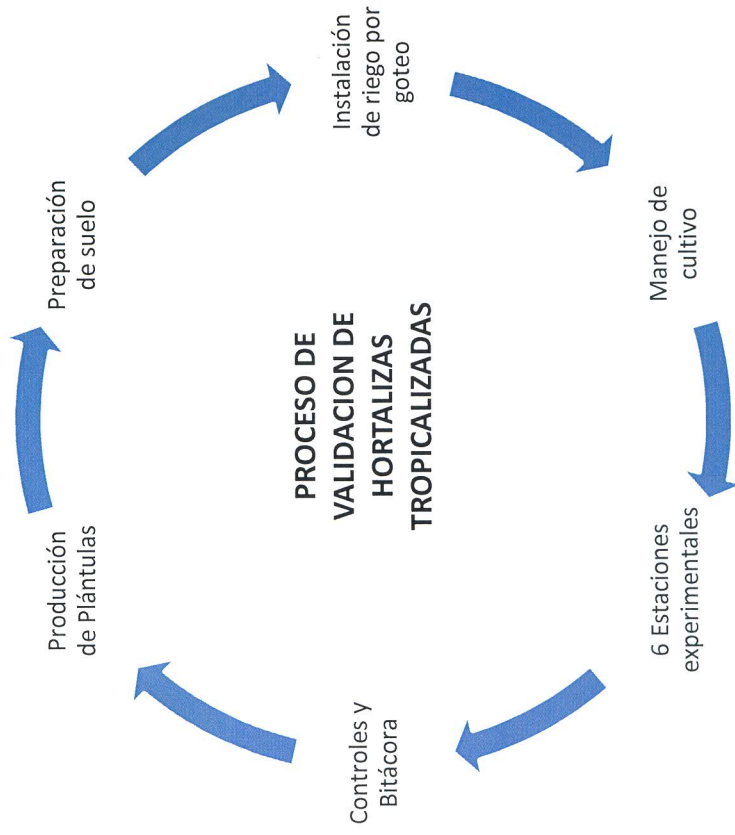 PROCESO DE
VALIDACION DE
HORTALIZAS
TROPICALIZADAS
Producción
de Plántulas
Preparación
de suelo
Instalación
de riego por
goteo
Manejo de
cultivo
6 Estaciones
experimentales
Controles y
Bitácora